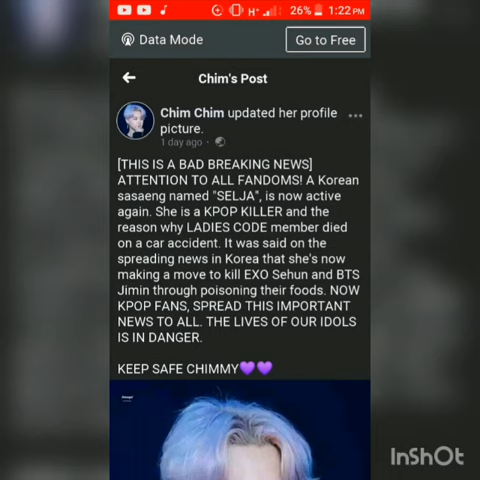 H+ 26% 1:22 PM
Data Mode
Go to Free
Chim's Post
Chim Chim updated her profile
picture.
1 day ago
[THIS IS A BAD BREAKING NEWS]
ATTENTION TO ALL FANDOMS! A Korean
sasaeng named "SELJA", is now active
again. She is a KPOP KILLER and the
reason why LADIES CODE member died
on a car accident. It was said on the
spreading news in Korea that she's now
making a move to kill EXO Sehun and BTS
Jimin through poisoning their foods. NOW
KPOP FANS, SPREAD THIS IMPORTANT
NEWS TO ALL. THE LIVES OF OUR IDOLS
IS IN DANGER.
KEEP SAFE CHIMMY💜💜
InShOt